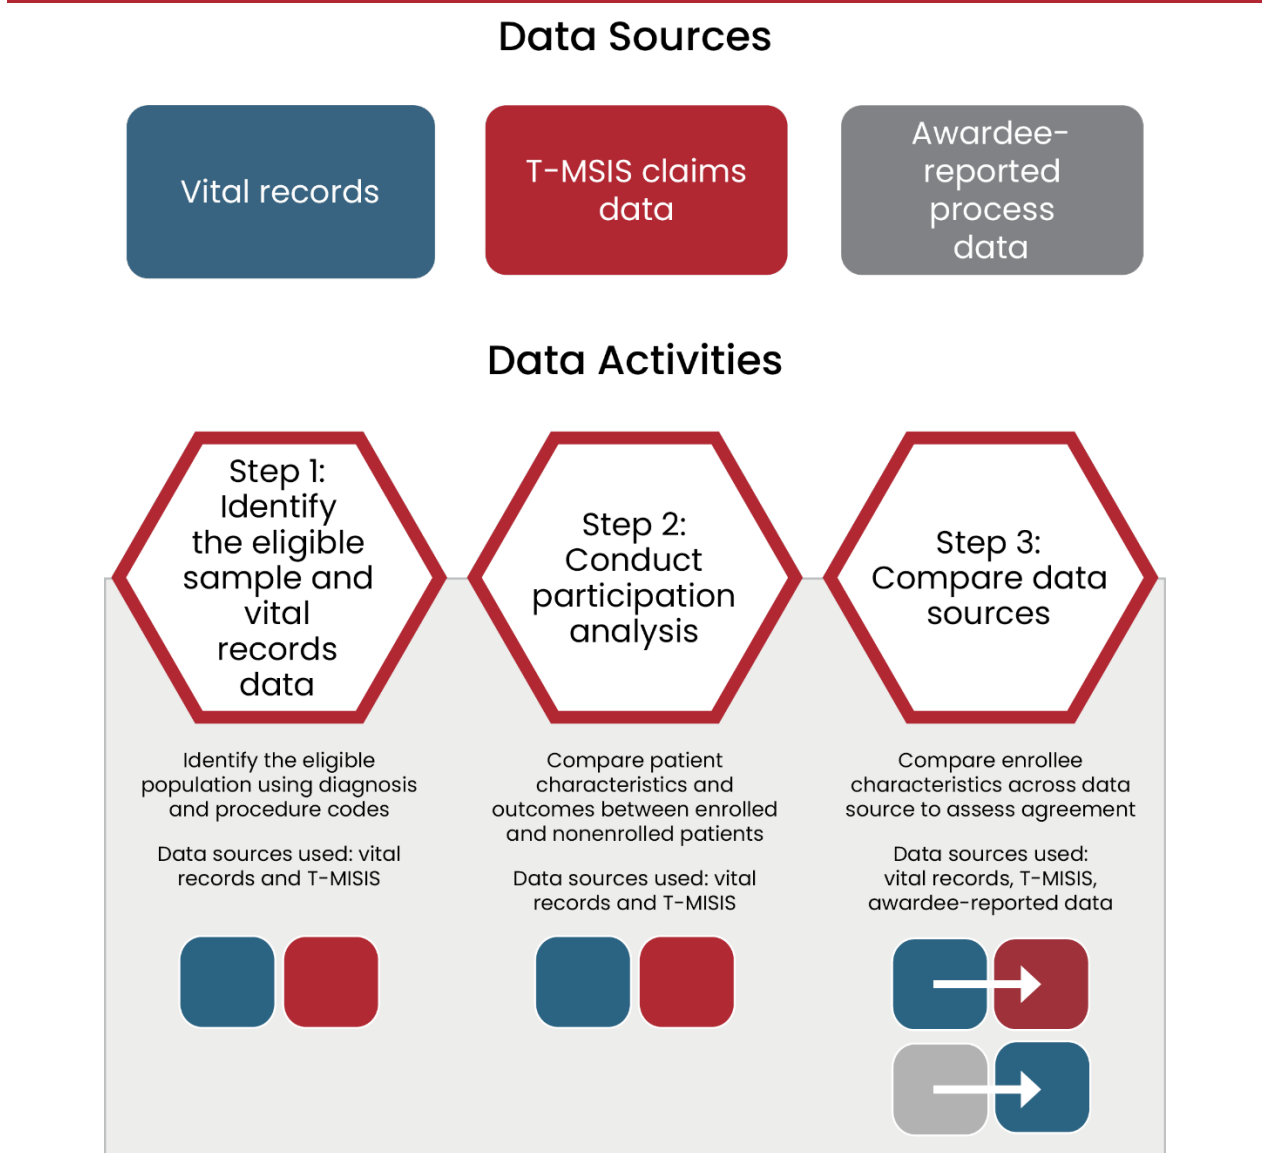 Data Sources
Vital records
T-MSIS claims
data
Awardee-
reported
process
data
Data Activities
Step 1:
Identify
the eligible
sample and
vital
records
data
Step 2:
Conduct
participation
analysis
Step 3:
Compare data
sources
Identify the eligible
population using diagnosis
and procedure codes
Data sources used: vital
records and T-MISIS
Compare patient
characteristics and
outcomes between enrolled
and nonenrolled patients
Data sources used: vital
records and T-MISIS
Compare enrollee
characteristics across data
source to assess agreement
Data sources used:
vital records, T-MISIS,
awardee-reported data